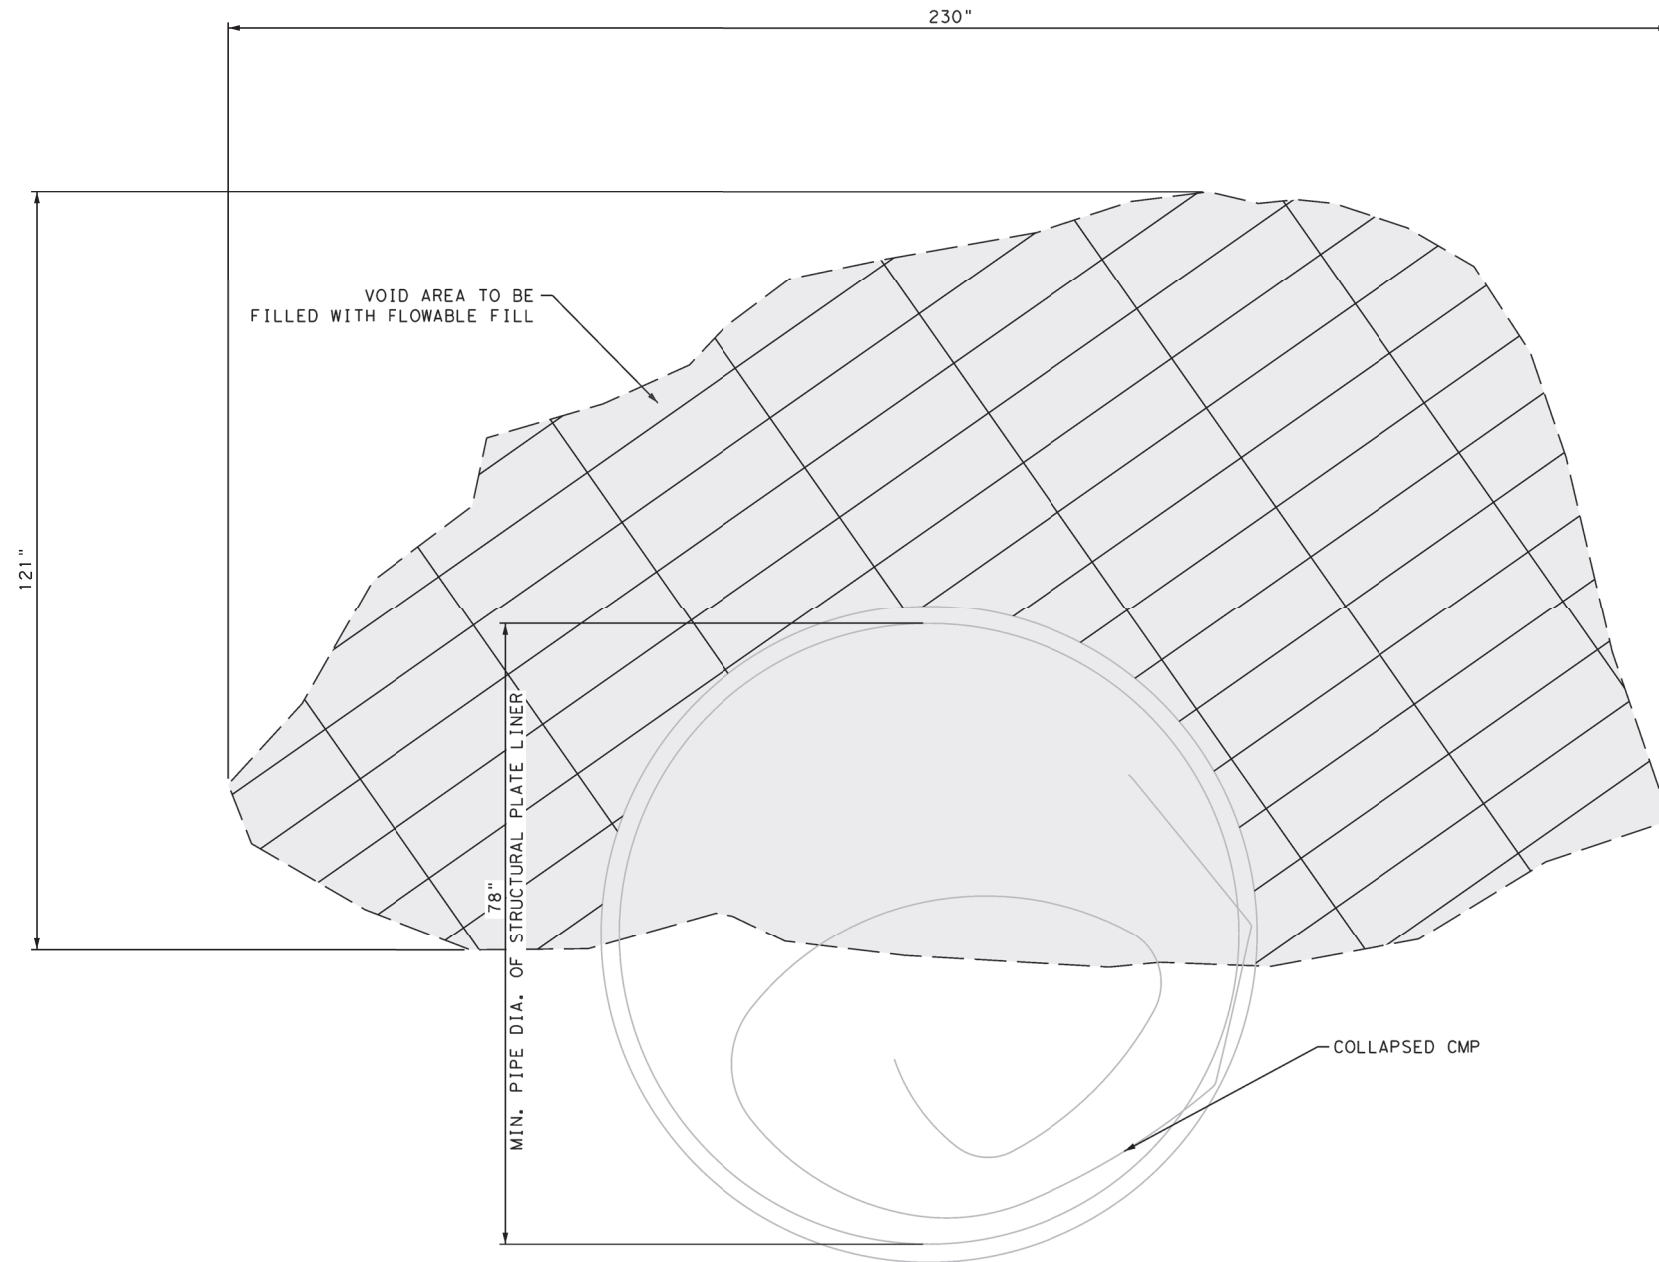 230"
VOID AREA TO BE
FILLED WITH FLOWABLE FILL
121"
78"
MIN. PIPE DIA. OF STRUCTURAL PLATE LINER
COLLAPSED CMP